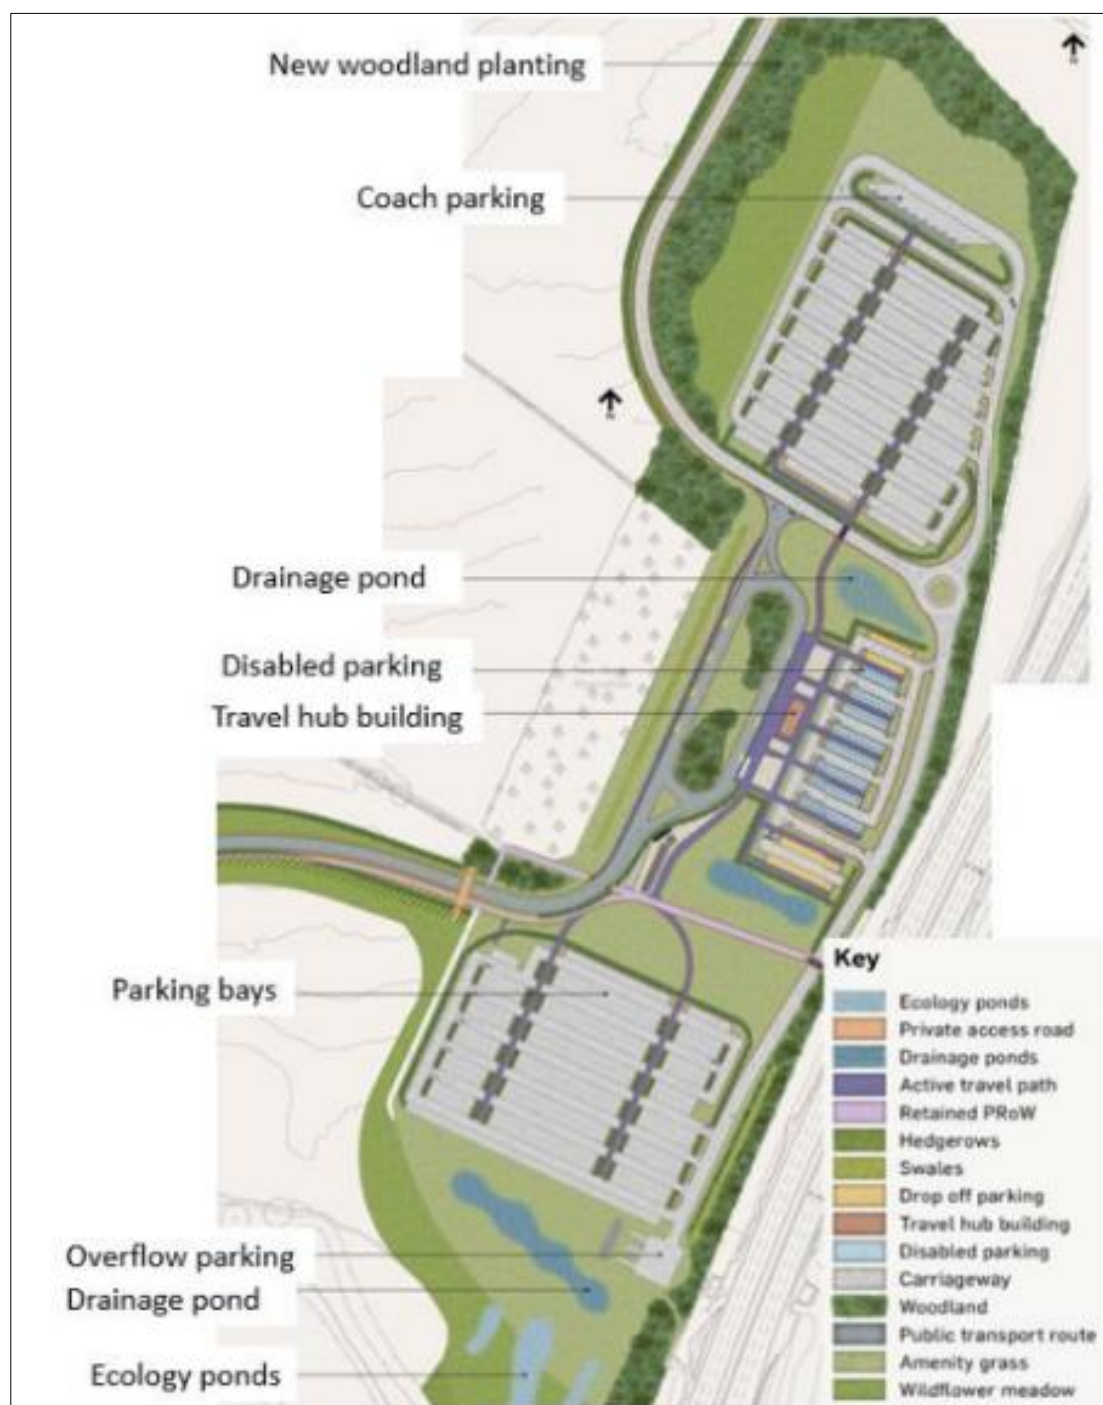 New woodland planting
Coach parking
Drainage pond
Disabled parking
Travel hub building
Parking bays
Overflow parking
Drainage pond
Ecology ponds
Key
Ecology ponds
Private access road
Drainage ponds
Active travel path
Retained PRoW
Hedgerows
Swales
Drop off parking
Travel hub building
Disabled parking
Carriageway
Woodland
Public transport route
Amenity grass
Wildflower meadow